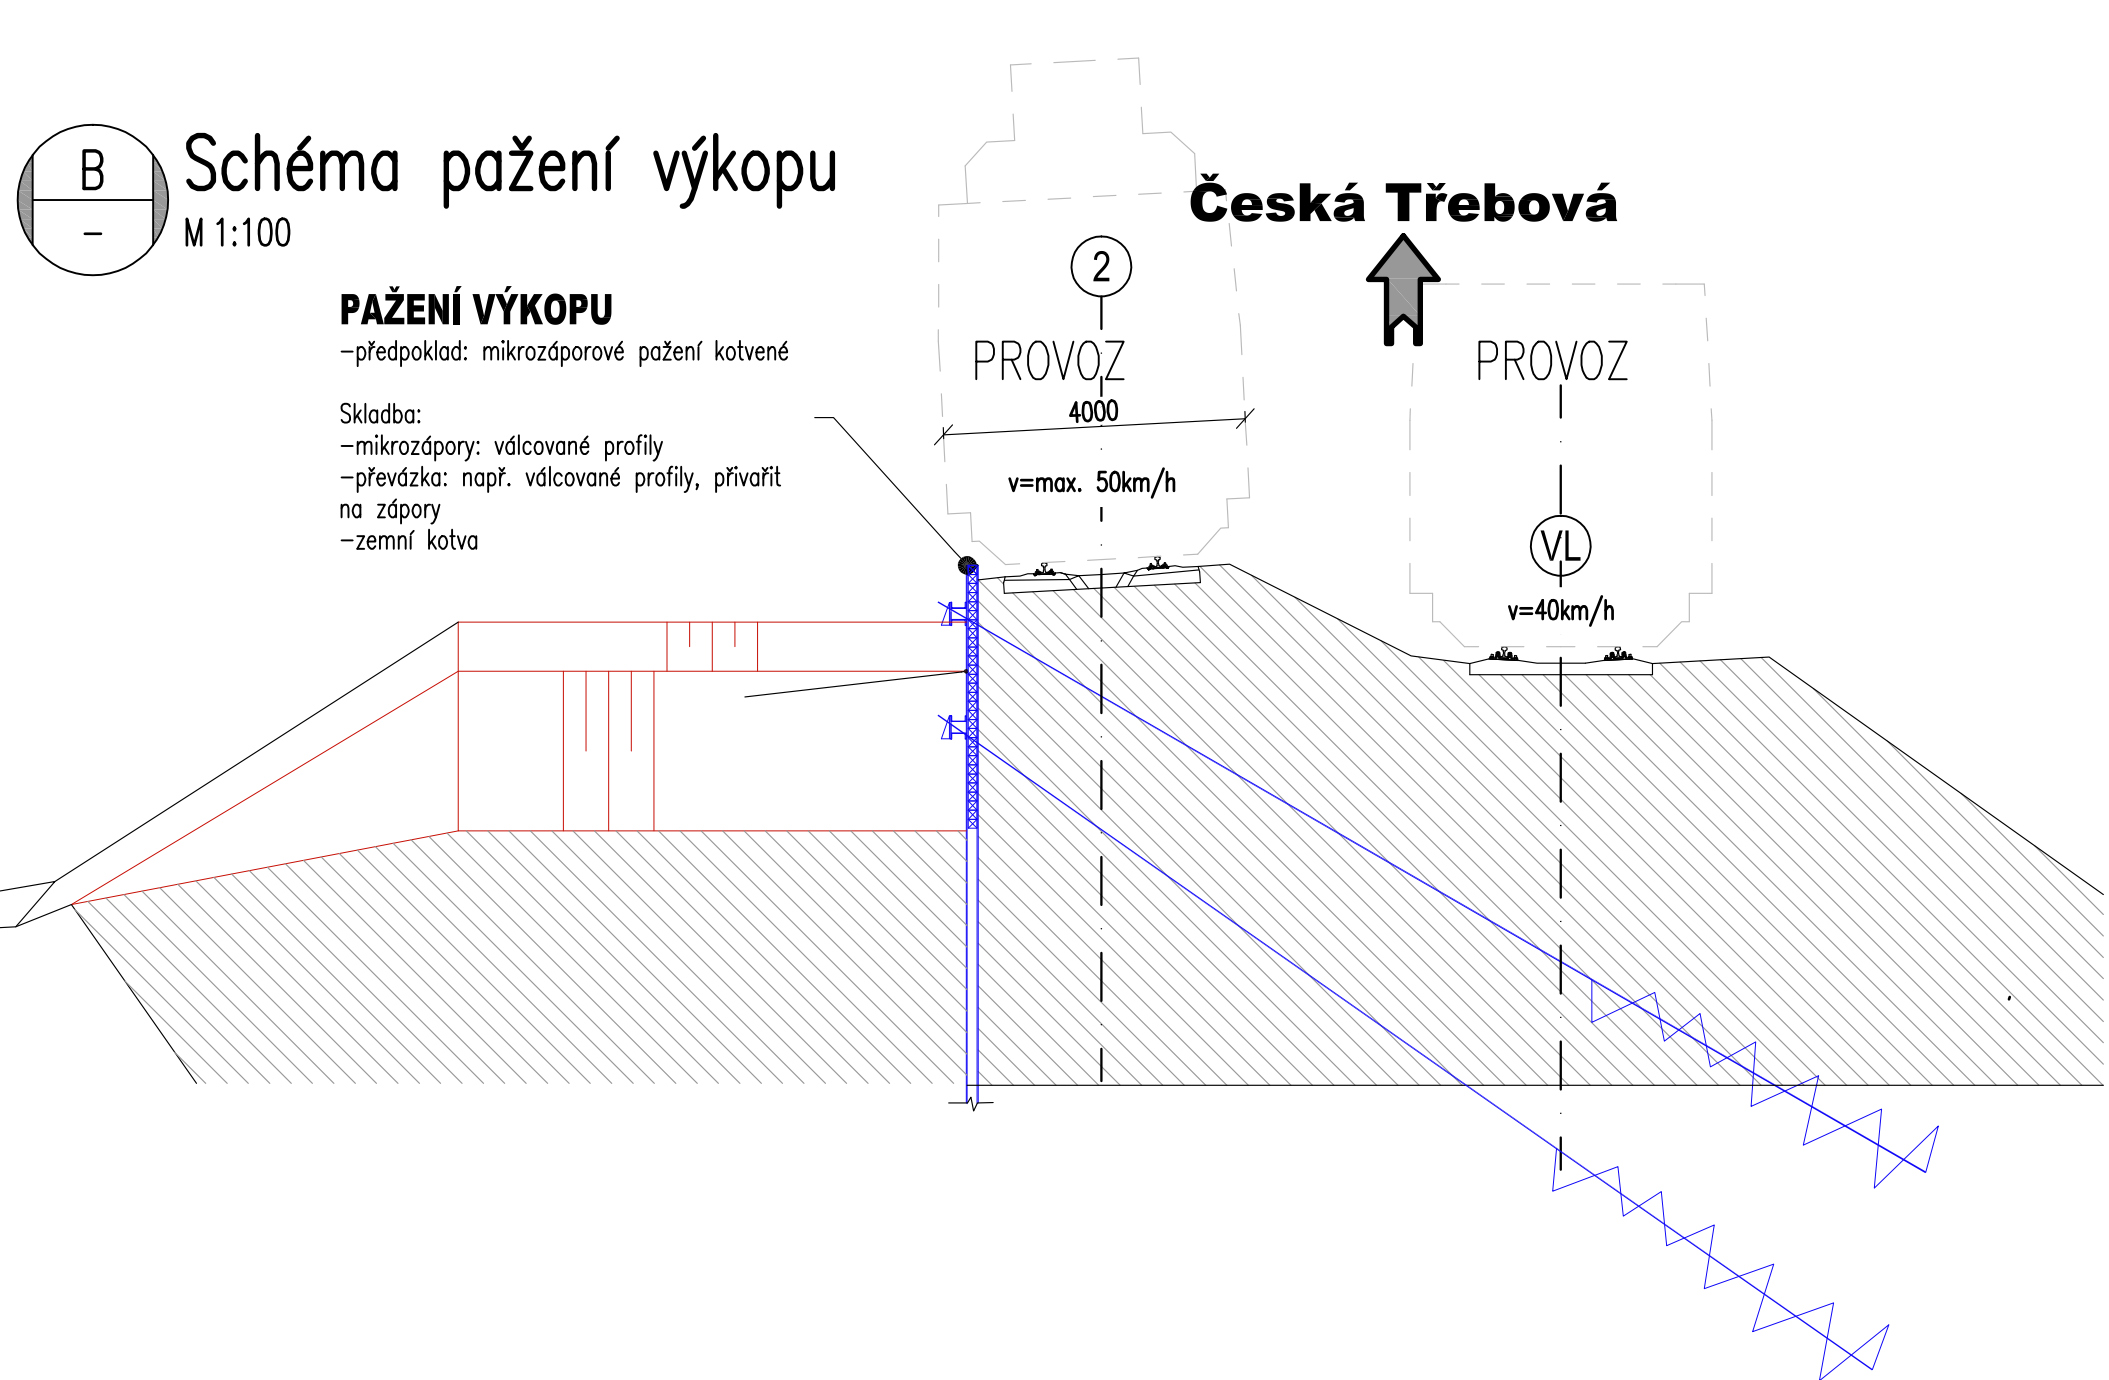 B
-
Schéma pažení výkopu
M 1:100
PAŽENÍ VÝKOPU
-předpoklad: mikrozáporové pažení kotvené
Skladba:
-mikrozápory: válcované profily
-převázka: např. válcované profily, přivařit
na zápory
-zemní kotva
2
PROVOZ
4000
v=max. 50km/h
Česká Třebová
PROVOZ
VL
v=40km/h